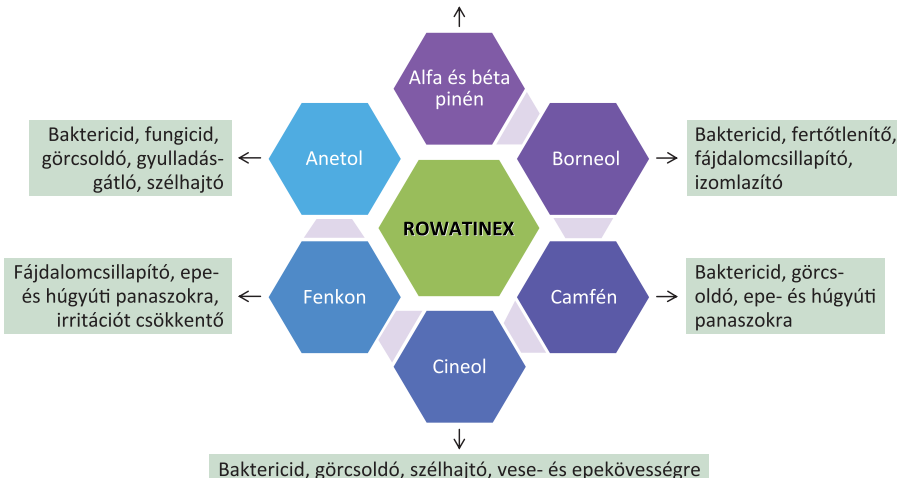 Alfa és béta
pinén
Baktericid, fungicid,
görcsoldó, gyulladás-
gátló, szélhajtó
Anetol
Borneol
Baktericid, fertőtlenítő,
fájdalomcsillapító,
izomlazító
ROWATINEX
Fájdalomcsillapító, epe-
és húgyúti panaszokra,
irritációt csökkentő
Fenkon
Camfén
Baktericid, görcs-
oldó, epe- és húgyúti
panaszokra
Cineol
Baktericid, görcsoldó, szélhajtó, vese- és epekövességre